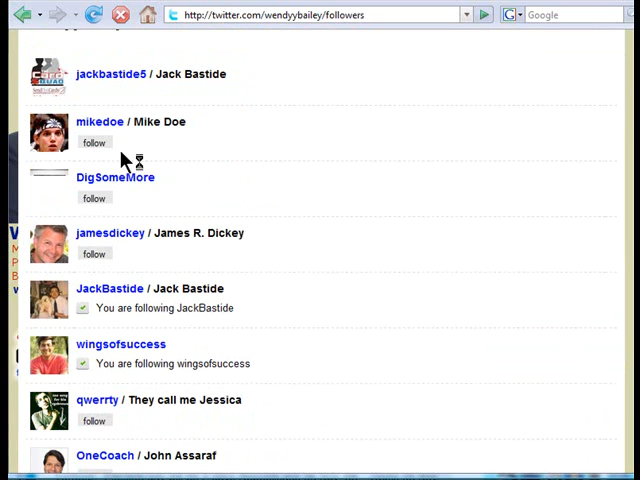 http://twitter.com/wendyybailey/followers
Google
jackbastide5 / Jack Bastide
mikedoe / Mike Doe
follow
DigSomeMore
follow
jamesdickey / James R. Dickey
follow
JackBastide / Jack Bastide
You are following JackBastide
wingsofsuccess
You are following wingsofsuccess
qwerrty / They call me Jessica
follow
OneCoach / John Assaraf